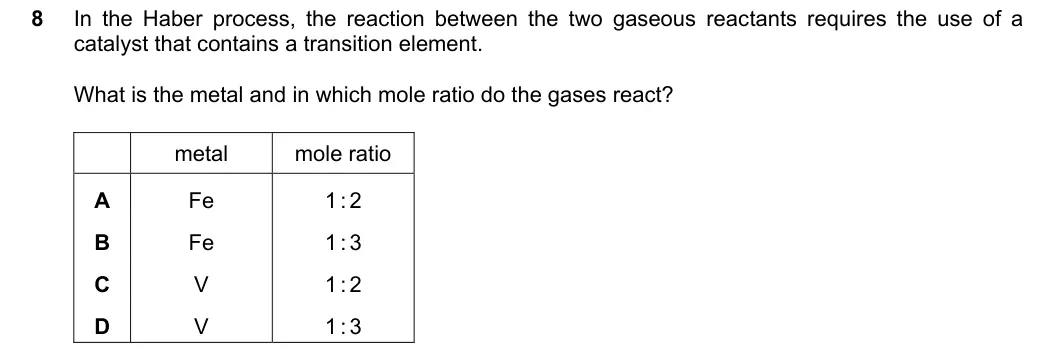 8 In the Haber process, the reaction between the two gaseous reactants requires the use of a
catalyst that contains a transition element.
What is the metal and in which mole ratio do the gases react?
metal mole ratio
A Fe 1 : 2
B Fe 1 : 3
C V 1 : 2
D V 1 : 3